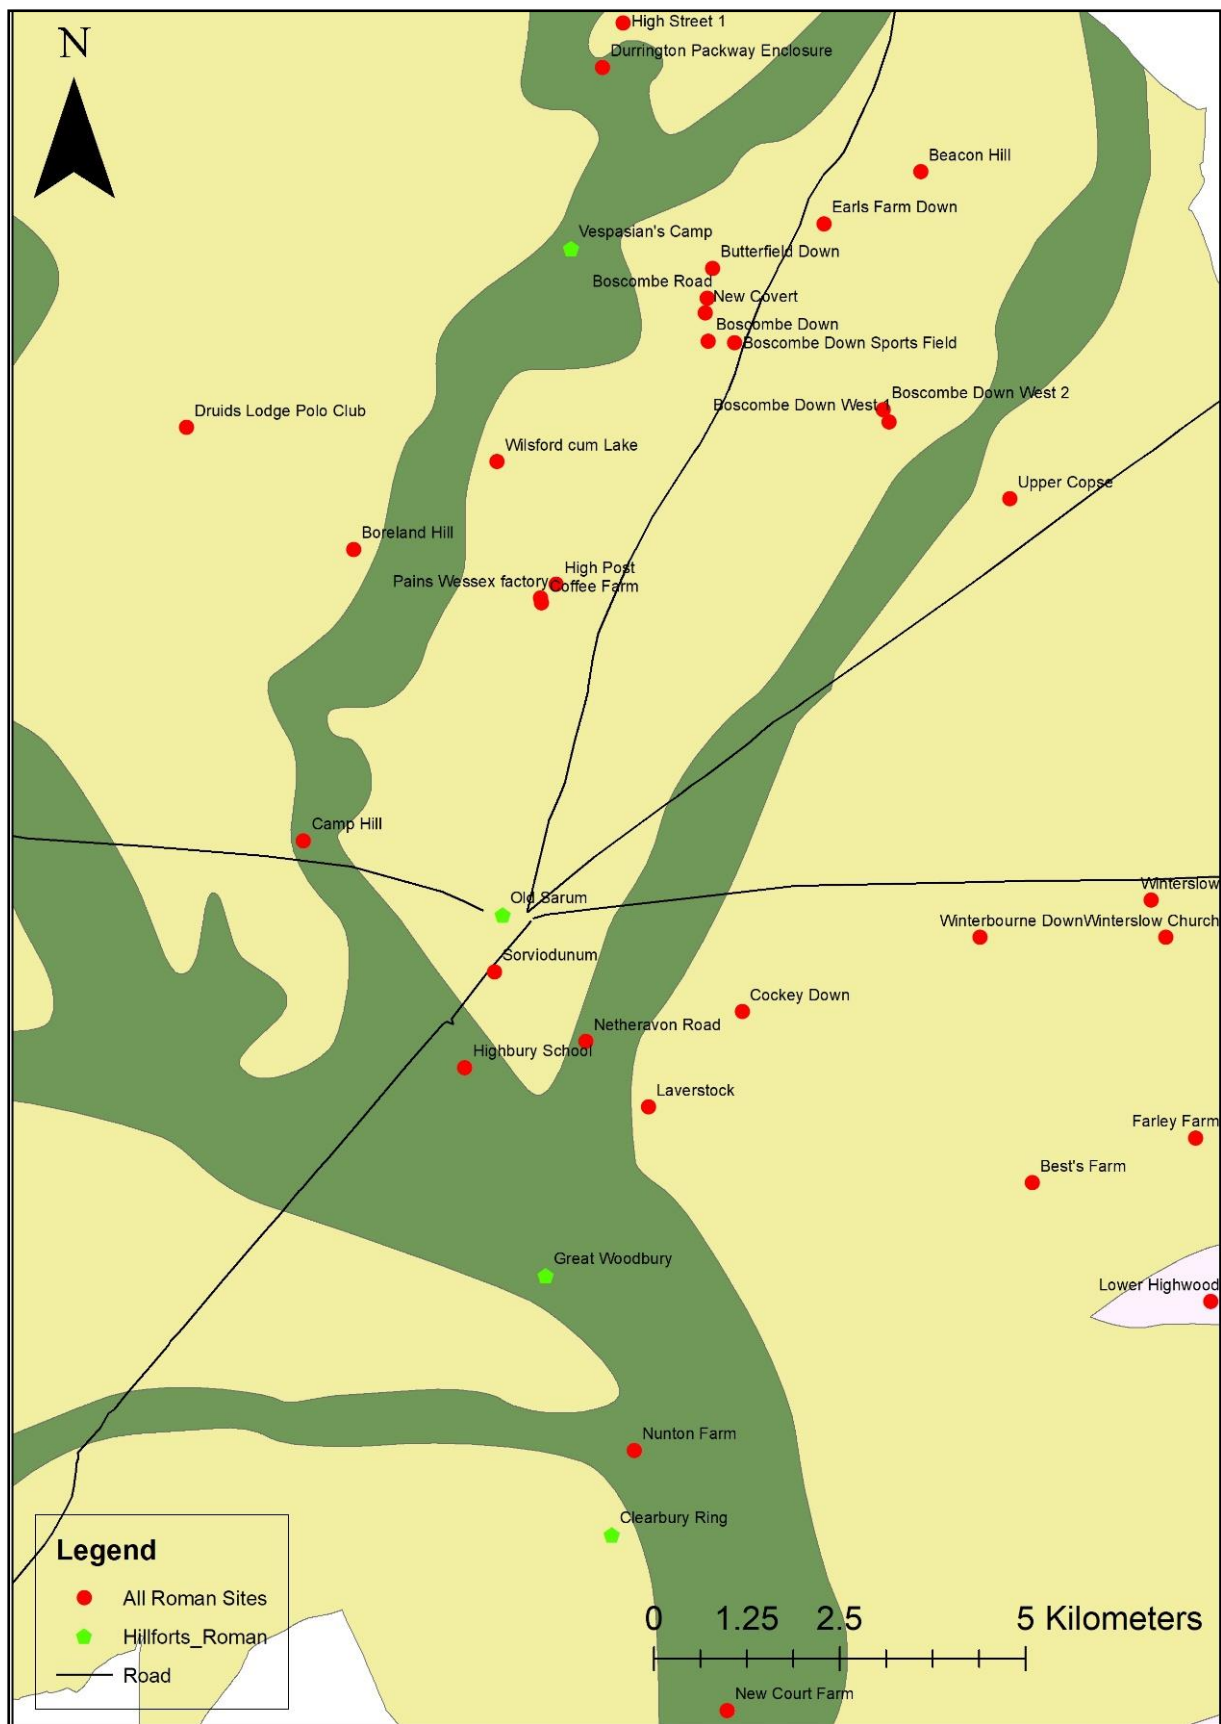 High Street 1
N
Durrington Packway Enclosure
Beacon Hill
Earls Farm Down
Vespasian's Camp
Butterfield Down
Boscombe Road
New Covert
Boscombe Down
Boscombe Down Sports Field
Boscombe Down West 2
Boscombe Down West 1
Druids Lodge Polo Club
Wilsford cum Lake
Upper Copse
Boreland Hill
High Post
Pains Wessex factory
Coffee Farm
Camp Hill
Winterslow
Old Sarum
Winterbourne Down
Winterslow Church
Sorviodunum
Cockey Down
Netheravon Road
Highbury School
Laverstock
Farley Farm
Best's Farm
Great Woodbury
Lower Highwood
Nunton Farm
Clearbury Ring
Legend
All Roman Sites
Hillforts_Roman
Road
0 1.25 2.5 5 Kilometers
New Court Farm